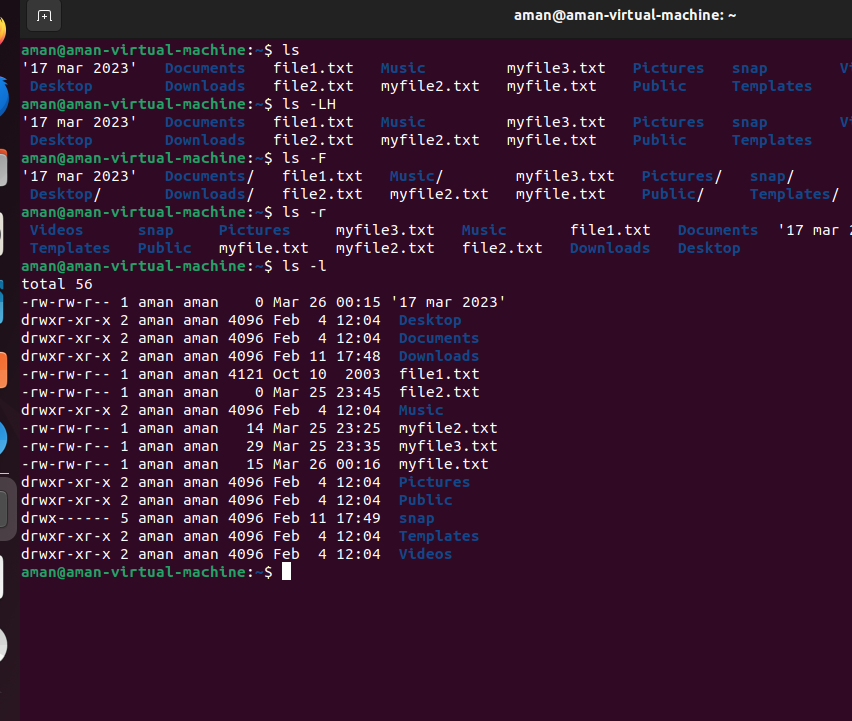 aman@aman-virtual-machine: ~
aman@aman-virtual-machine:~$ ls
'17 mar 2023'   Documents   file1.txt   Music         myfile3.txt   Pictures   snap
 Desktop        Downloads   file2.txt   myfile2.txt   myfile.txt    Public     Templates
aman@aman-virtual-machine:~$ ls -LH
'17 mar 2023'   Documents   file1.txt   Music         myfile3.txt   Pictures   snap
 Desktop        Downloads   file2.txt   myfile2.txt   myfile.txt    Public     Templates
aman@aman-virtual-machine:~$ ls -F
'17 mar 2023'   Documents/   file1.txt   Music/        myfile3.txt   Pictures/   snap/
 Desktop/       Downloads/   file2.txt   myfile2.txt   myfile.txt    Public/     Templates/
aman@aman-virtual-machine:~$ ls -r
 Videos      snap     Pictures     myfile3.txt   Music       file1.txt   Documents  '17 mar 2
 Templates   Public   myfile.txt   myfile2.txt   file2.txt   Downloads   Desktop
aman@aman-virtual-machine:~$ ls -l
total 56
-rw-rw-r-- 1 aman aman    0 Mar 26 00:15 '17 mar 2023'
drwxr-xr-x 2 aman aman 4096 Feb  4 12:04  Desktop
drwxr-xr-x 2 aman aman 4096 Feb  4 12:04  Documents
drwxr-xr-x 2 aman aman 4096 Feb 11 17:48  Downloads
-rw-rw-r-- 1 aman aman 4121 Oct 10  2003  file1.txt
-rw-rw-r-- 1 aman aman    0 Mar 25 23:45  file2.txt
drwxr-xr-x 2 aman aman 4096 Feb  4 12:04  Music
-rw-rw-r-- 1 aman aman   14 Mar 25 23:25  myfile2.txt
-rw-rw-r-- 1 aman aman   29 Mar 25 23:35  myfile3.txt
-rw-rw-r-- 1 aman aman   15 Mar 26 00:16  myfile.txt
drwxr-xr-x 2 aman aman 4096 Feb  4 12:04  Pictures
drwxr-xr-x 2 aman aman 4096 Feb  4 12:04  Public
drwx------ 5 aman aman 4096 Feb 11 17:49  snap
drwxr-xr-x 2 aman aman 4096 Feb  4 12:04  Templates
drwxr-xr-x 2 aman aman 4096 Feb  4 12:04  Videos
aman@aman-virtual-machine:~$